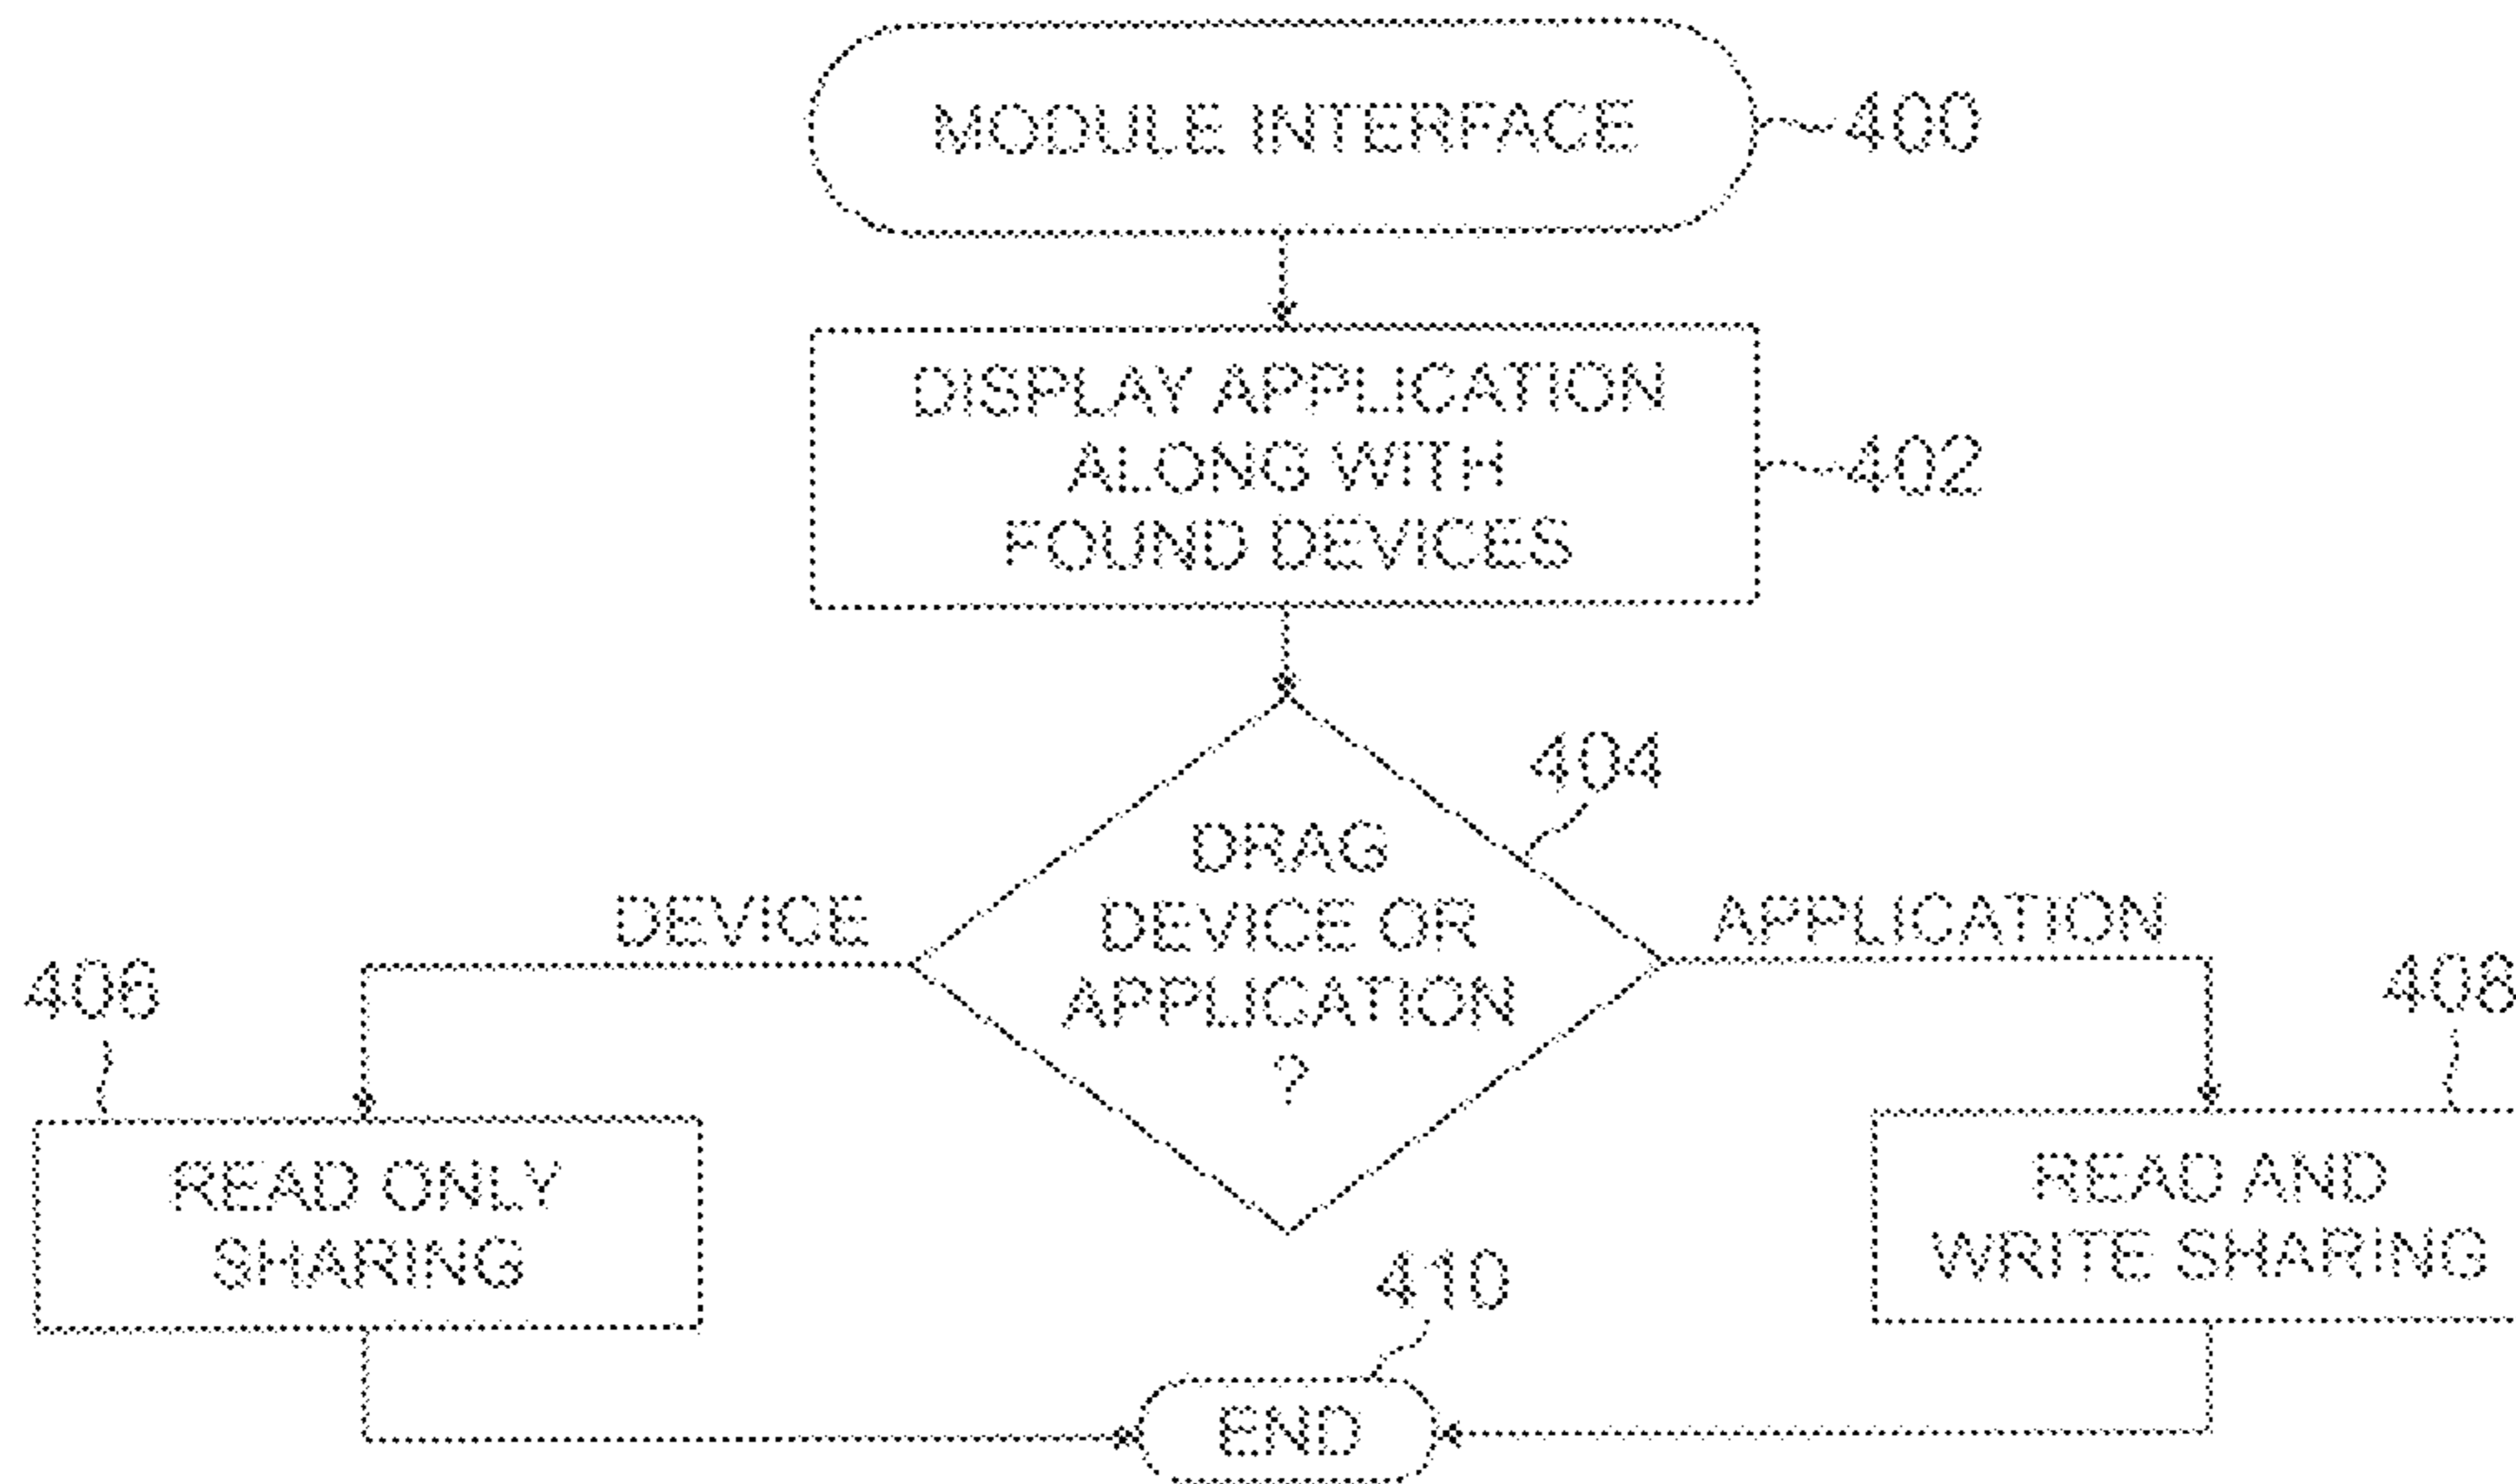 MODULE INTERFACE
400
DISPLAY APPLICATION
ALONG WITH
FOUND DEVICES
402
404
DRAG
DEVICE OR
APPLICATION
?
DEVICE
APPLICATION
406
408
READ ONLY
SHARING
READ AND
WRITE SHARING
410
END